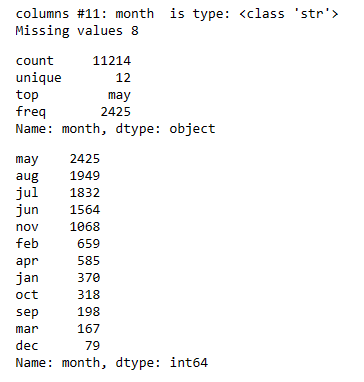 columns #11: month  is type: <class 'str'>
Missing values 8
count     11214
unique       12
top         may
freq       2425
Name: month, dtype: object
may    2425
aug    1949
jul    1832
jun    1564
nov    1068
feb     659
apr     585
jan     370
oct     318
sep     198
mar     167
dec      79
Name: month, dtype: int64